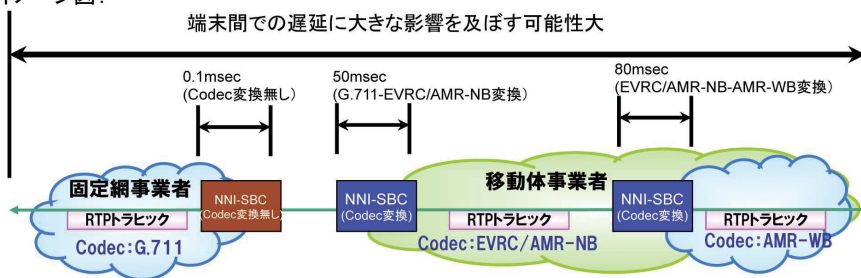 端末間での遅延に大きな影響を及ぼす可能性大
0.1msec
(Codec変換無し)
50msec
(G.711-EVRC/AMR-NB変換)
80msec
(EVRC/AMR-NB-AMR-WB変換)
固定網事業者
NNI-SBC
(Codec変換無し)
RTPトラヒック
Codec:G.711
NNI-SBC
(Codec変換)
移動体事業者
RTPトラヒック
Codec:EVRC/AMR-NB
NNI-SBC
(Codec変換)
RTPトラヒック
Codec:AMR-WB